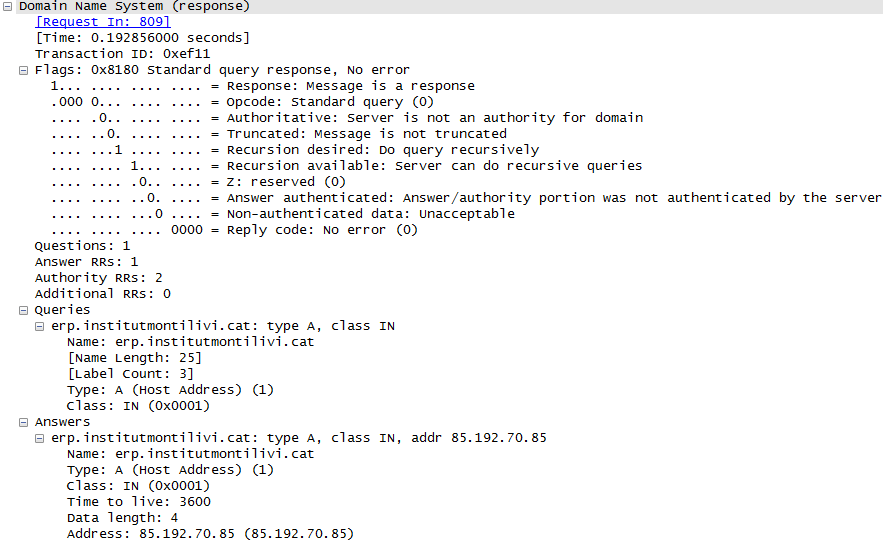 Domain Name System (response)
[Request In: 809]
[Time: 0.192856000 seconds]
Transaction ID: 0xef11
Flags: 0x8180 Standard query response, No error
1... .... .... .... = Response: Message is a response
.000 0... .... .... = Opcode: Standard query (0)
.... .0.. .... .... = Authoritative: Server is not an authority for domain
.... ..0. .... .... = Truncated: Message is not truncated
.... ...1 .... .... = Recursion desired: Do query recursively
.... .... 1... .... = Recursion available: Server can do recursive queries
.... .... .0.. .... = Z: reserved (0)
.... .... ..0. .... = Answer authenticated: Answer/authority portion was not authenticated by the server
.... .... ...0 .... = Non-authenticated data: Unacceptable
.... .... .... 0000 = Reply code: No error (0)
Questions: 1
Answer RRs: 1
Authority RRs: 2
Additional RRs: 0
Queries
erp.institutmontilivi.cat: type A, class IN
Name: erp.institutmontilivi.cat
[Name Length: 25]
[Label Count: 3]
Type: A (Host Address) (1)
Class: IN (0x0001)
Answers
erp.institutmontilivi.cat: type A, class IN, addr 85.192.70.85
Name: erp.institutmontilivi.cat
Type: A (Host Address) (1)
Class: IN (0x0001)
Time to live: 3600
Data length: 4
Address: 85.192.70.85 (85.192.70.85)